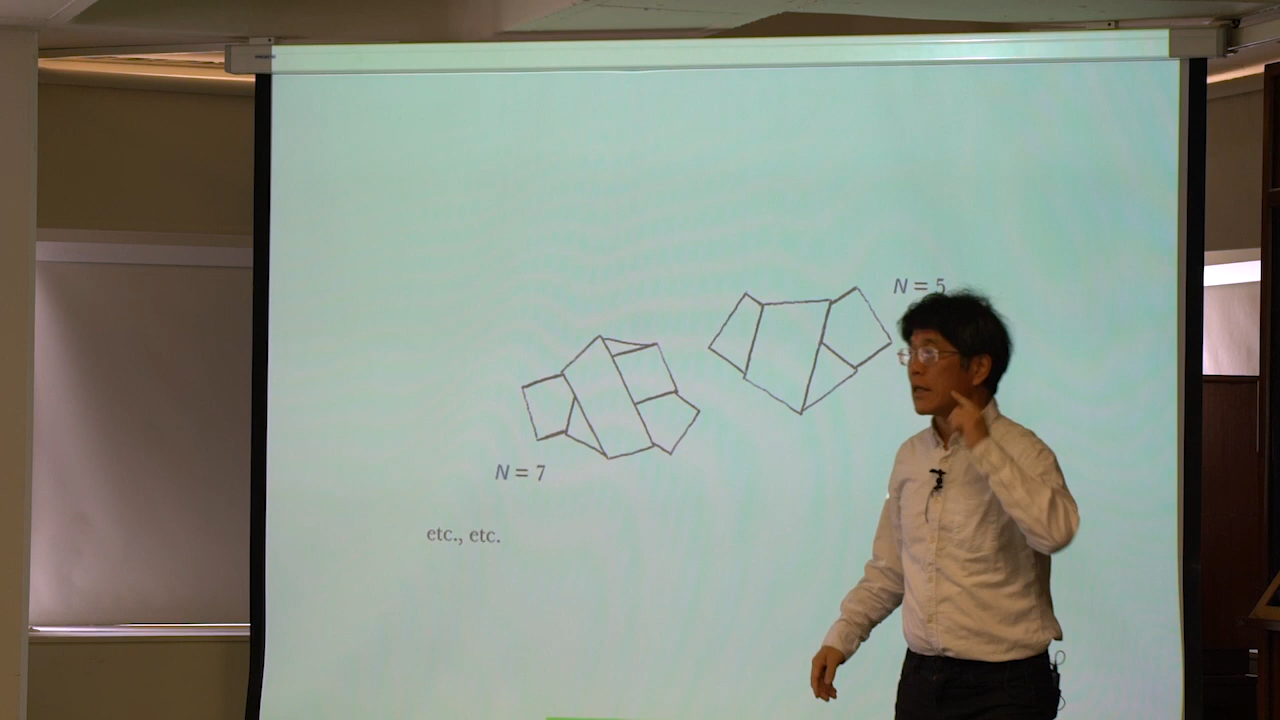 N = 5
N = 7
etc., etc.